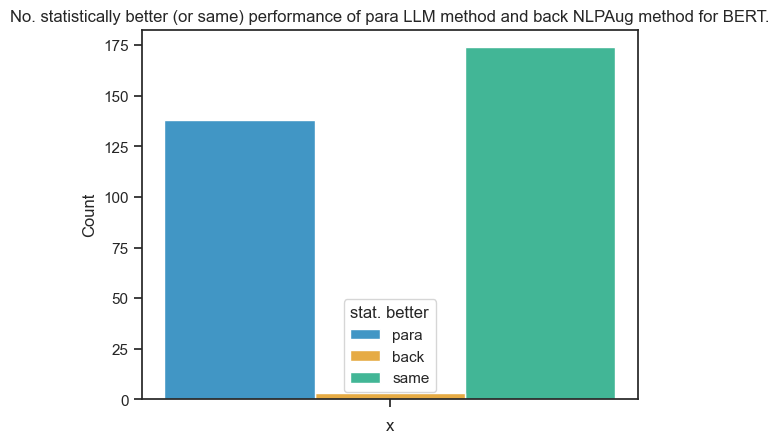 No. statistically better (or same) performance of para LLM method and back NLPAug method for BERT.
175
150
125
100
75
50
25
0
Count
stat. better
para
back
same
x